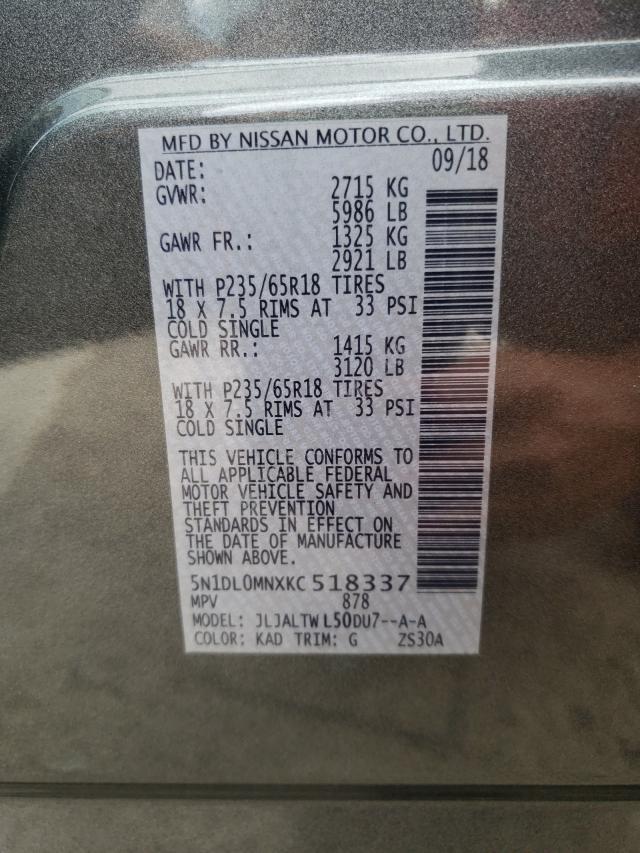 MFD BY NISSAN MOTOR CO., LTD.
DATE: 09/18
GVWR: 2715 KG
5986 LB
GAWR FR.: 1325 KG
2921 LB
WITH P235/65R18 TIRES
18 X 7.5 RIMS AT 33 PSI
COLD SINGLE
GAWR RR.: 1415 KG
3120 LB
WITH P235/65R18 TIRES
18 X 7.5 RIMS AT 33 PSI
COLD SINGLE
THIS VEHICLE CONFORMS TO
ALL APPLICABLE FEDERAL
MOTOR VEHICLE SAFETY AND
THEFT PREVENTION
STANDARDS IN EFFECT ON
THE DATE OF MANUFACTURE
SHOWN ABOVE.
5N1DL0MNXKC518337
MPV 878
MODEL: JLJALTWL50DU7--A-A
COLOR: KAD TRIM: G ZS30A